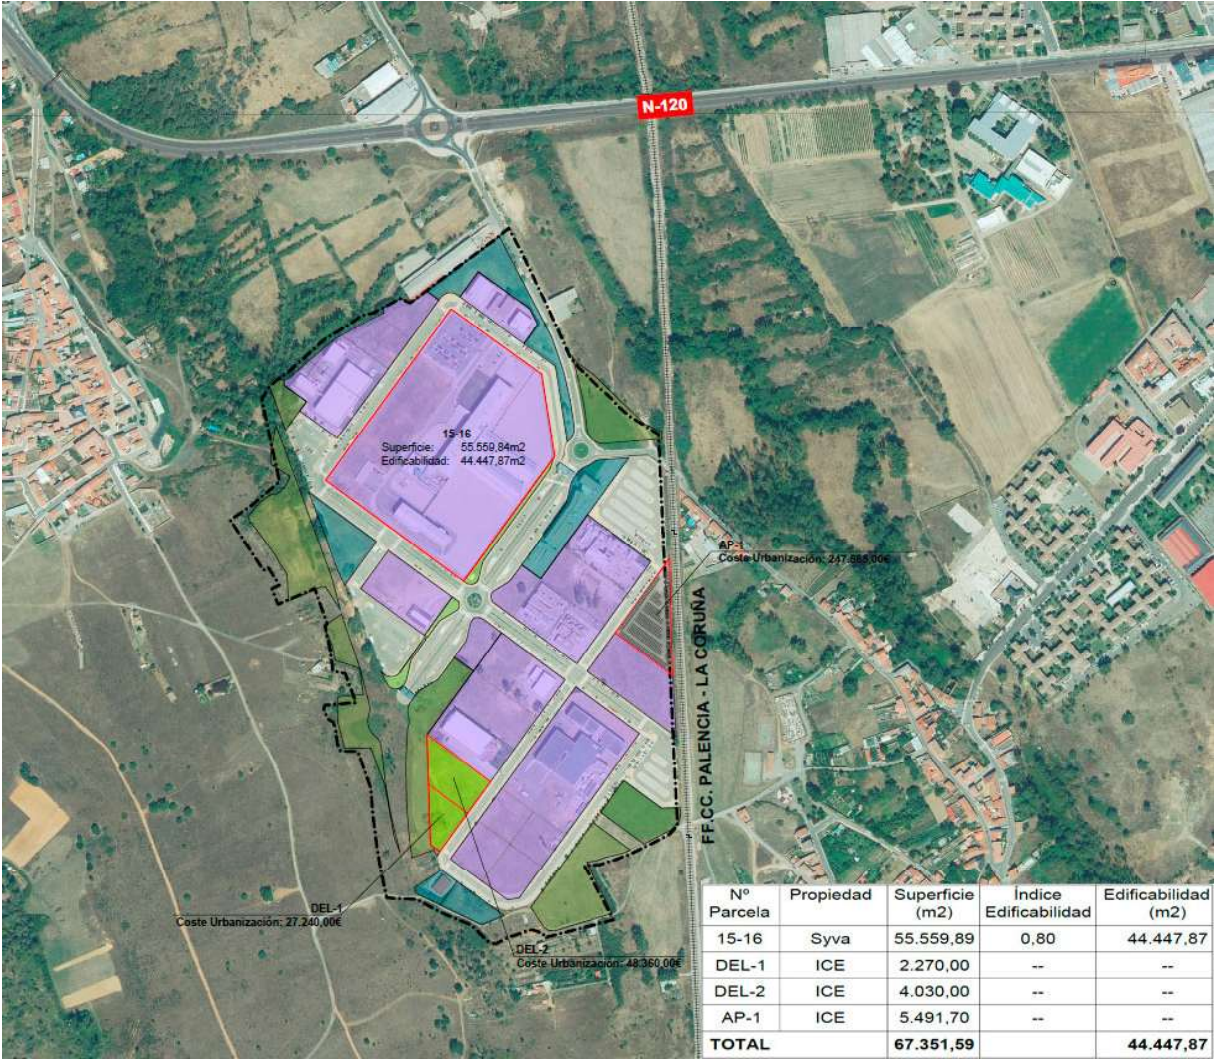 N-120
15-16
Superficie: 55.559,84m2
Edificabilidad: 44.447,87m2
AP-1
Coste Urbanización:
FF.CC. PALENCIA - LA CORUÑA
DEL-1
Coste Urbanización: 27.240,00€
DEL-2
Coste Urbanización: 48.360,00€
Nº Parcela Propiedad Superficie (m2) Índice Edificabilidad Edificabilidad (m2)
15-16 Syva 55.559,89 0,80 44.447,87
DEL-1 ICE 2.270,00 -- --
DEL-2 ICE 4.030,00 -- --
AP-1 ICE 5.491,70 -- --
TOTAL 67.351,59 44.447,87